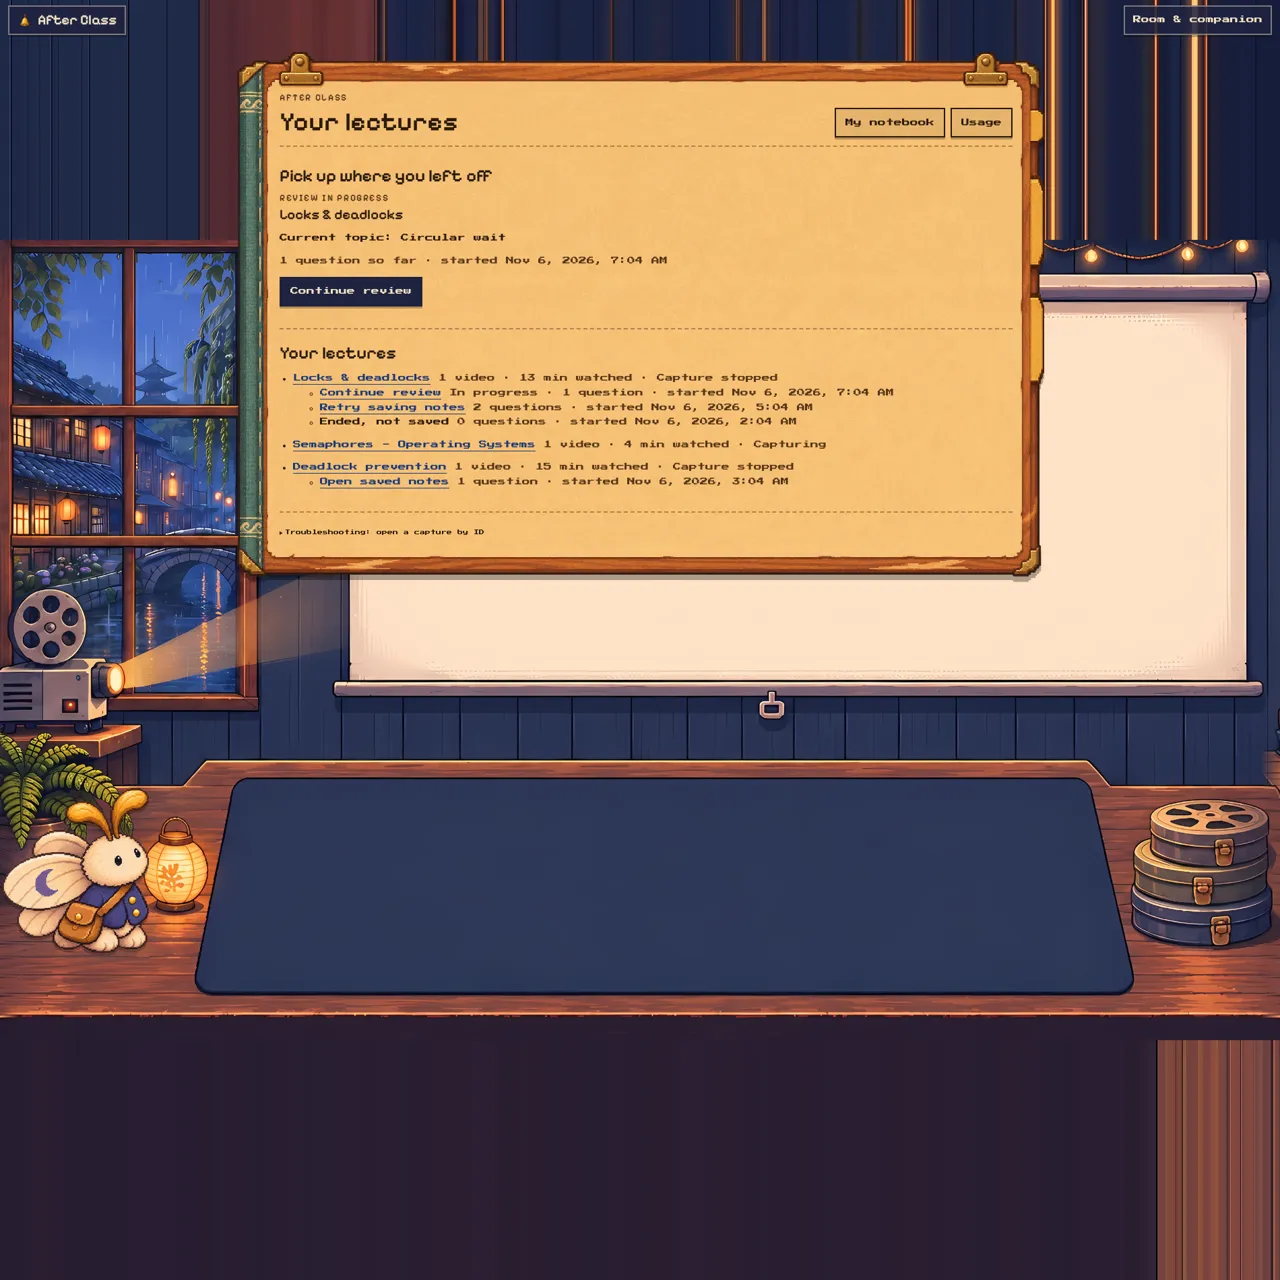 After Class
Room & companion
AFTER CLASS
Your lectures
My notebook
Usage
Pick up where you left off
REVIEW IN PROGRESS
Locks & deadlocks
Current topic: Circular wait
1 question so far · started Nov 6, 2026, 7:04 AM
Continue review
Your lectures
Locks & deadlocks 1 video · 13 min watched · Capture stopped
Continue review In progress · 1 question · started Nov 6, 2026, 7:04 AM
Retry saving notes 2 questions · started Nov 6, 2026, 5:04 AM
Ended, not saved 0 questions · started Nov 6, 2026, 2:04 AM
Semaphores - Operating Systems 1 video · 4 min watched · Capturing
Deadlock prevention 1 video · 15 min watched · Capture stopped
Open saved notes 1 question · started Nov 6, 2026, 3:04 AM
Troubleshooting: open a capture by ID